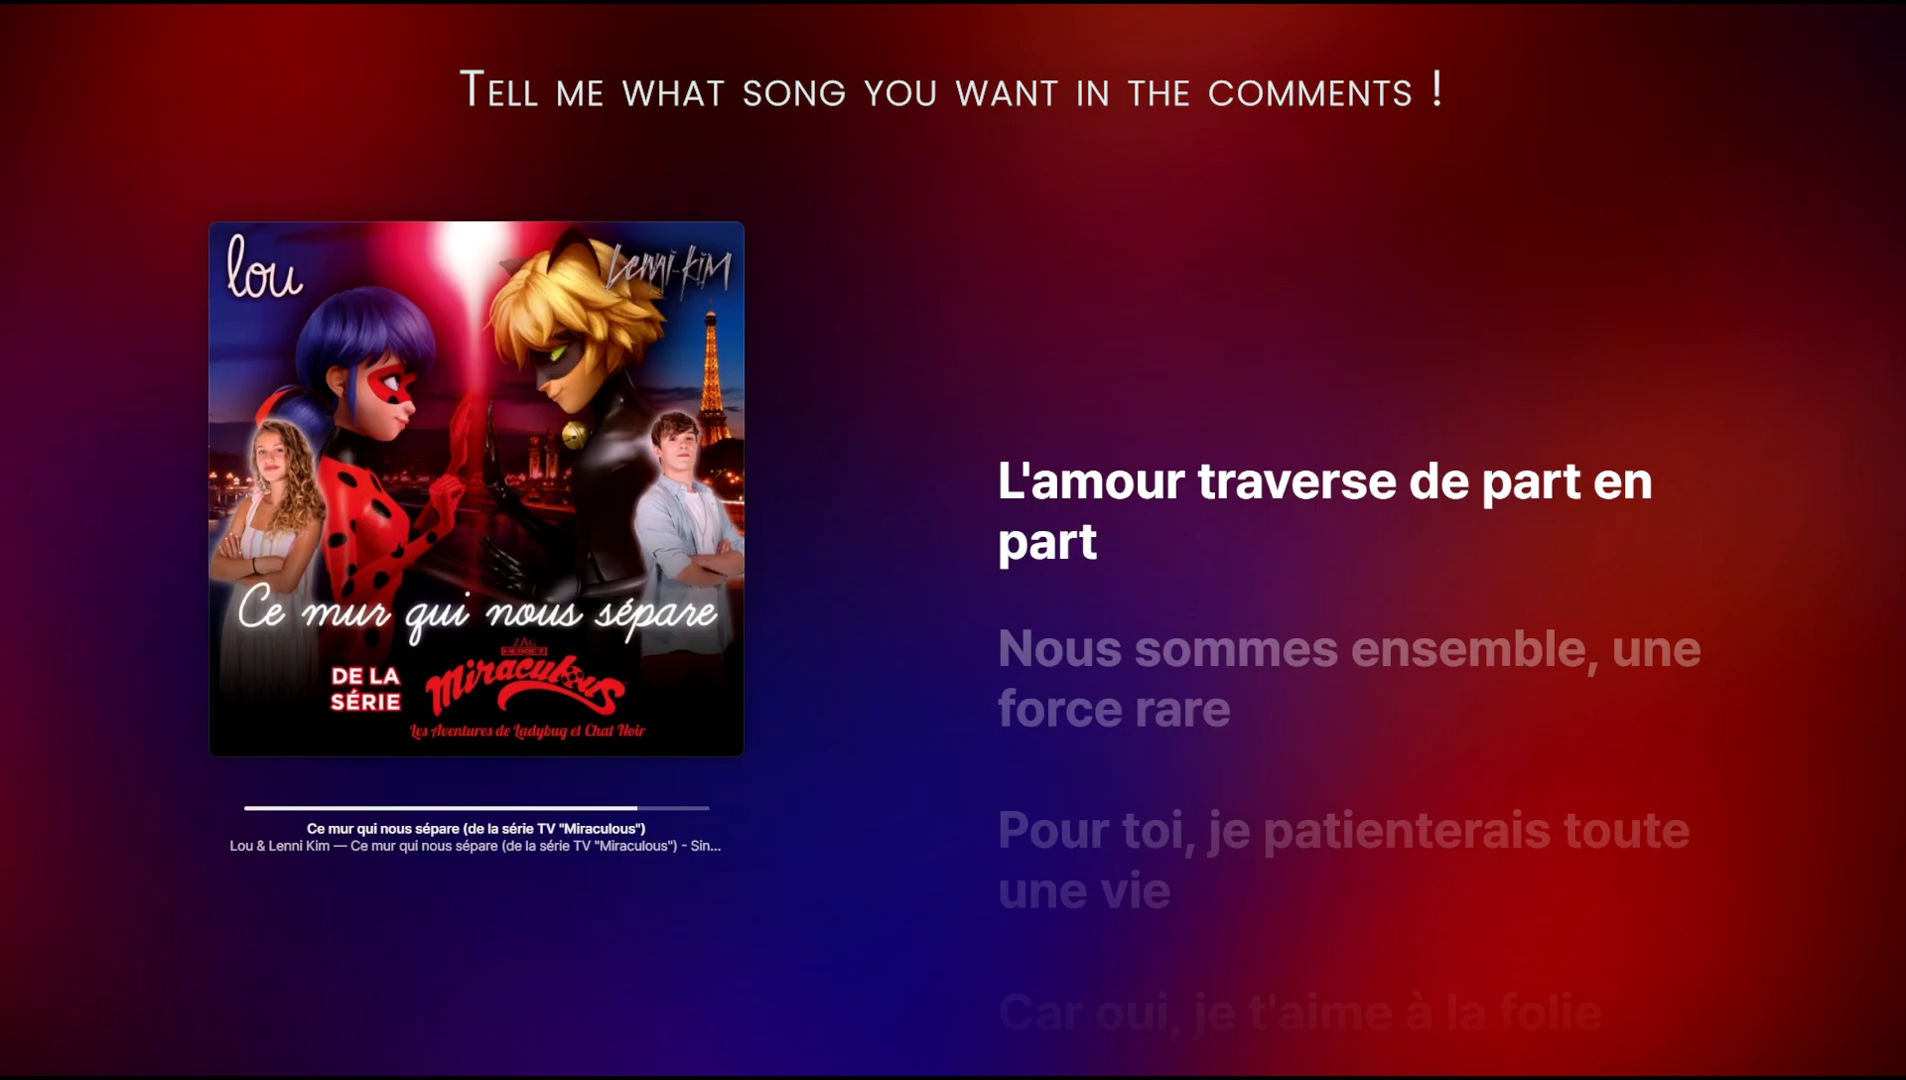 Tell me what song you want in the comments !
lou
Lenni-Kim
Ce mur qui nous sépare
ZAG
HEROEZ
DE LA
SÉRIE
Miraculous
Les Aventures de Ladybug et Chat Noir
Ce mur qui nous sépare (de la série TV "Miraculous")
Lou & Lenni Kim — Ce mur qui nous sépare (de la série TV "Miraculous") - Sin...
L'amour traverse de part en
part
Nous sommes ensemble, une
force rare
Pour toi, je patienterais toute
une vie
Car oui, je t'aime à la folie